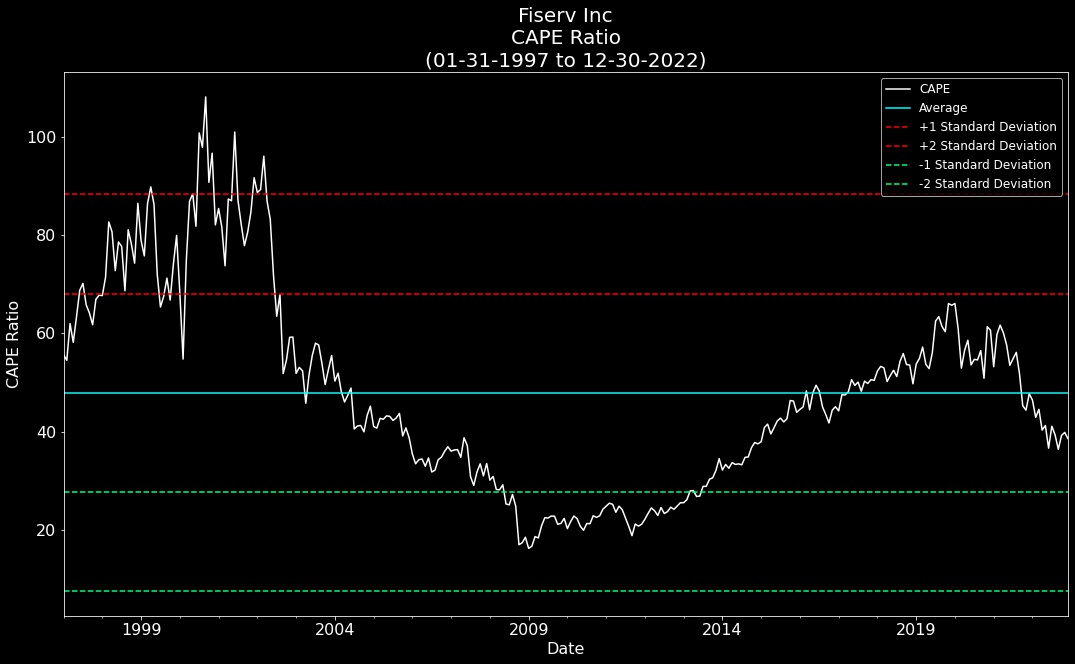 Fiserv Inc
CAPE Ratio
(01-31-1997 to 12-30-2022)
CAPE
Average
+1 Standard Deviation
+2 Standard Deviation
-1 Standard Deviation
-2 Standard Deviation
CAPE Ratio
100
80
60
40
20
1999 2004 2009 2014 2019
Date